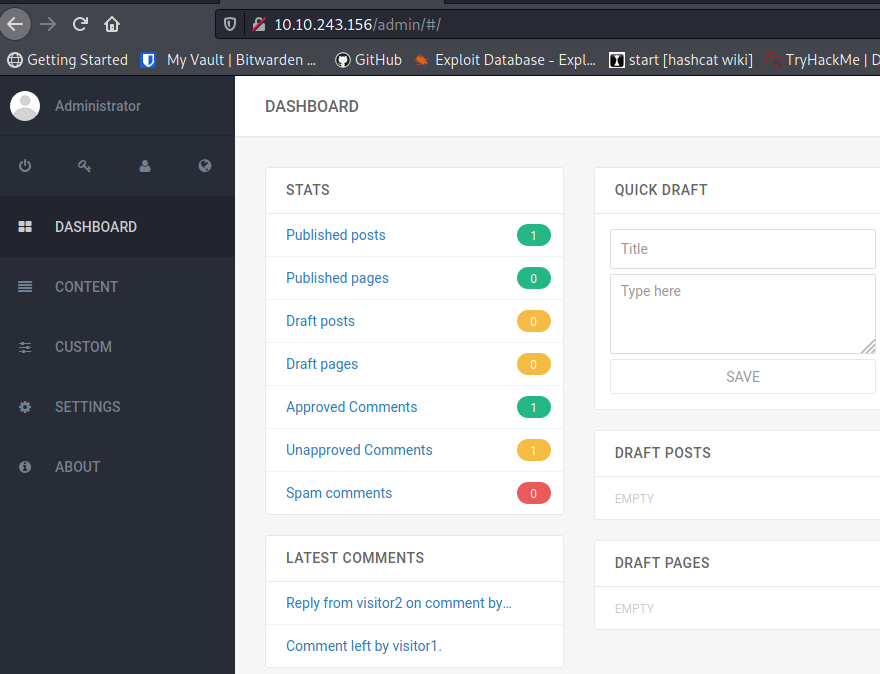 10.10.243.156/admin/#/
Getting Started My Vault | Bitwarden ... GitHub Exploit Database - Expl... start [hashcat wiki] TryHackMe | D
Administrator
DASHBOARD
CONTENT
CUSTOM
SETTINGS
ABOUT
DASHBOARD
STATS
Published posts 1
Published pages 0
Draft posts 0
Draft pages 0
Approved Comments 1
Unapproved Comments 1
Spam comments 0
LATEST COMMENTS
Reply from visitor2 on comment by...
Comment left by visitor1.
QUICK DRAFT
Title
Type here
SAVE
DRAFT POSTS
EMPTY
DRAFT PAGES
EMPTY